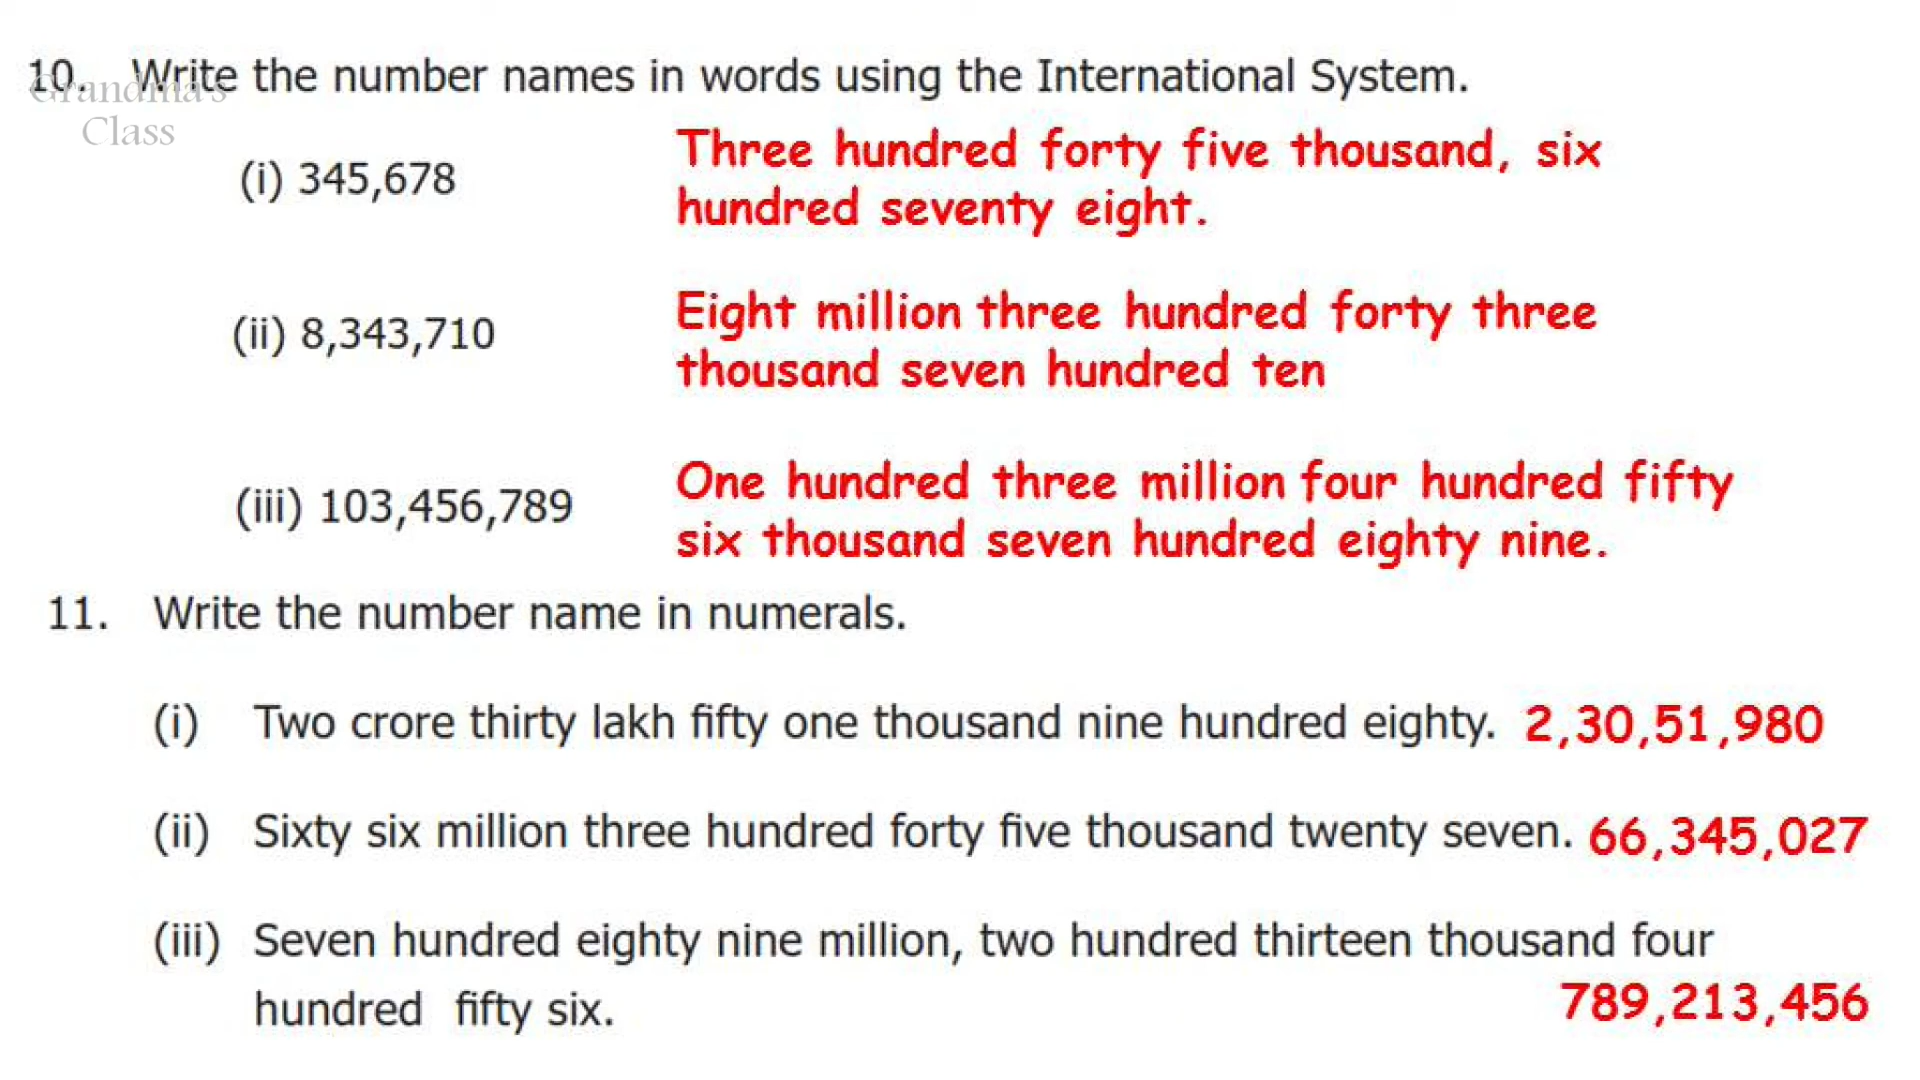 10. Write the number names in words using the International System.
Grandma's
Class
(i) 345,678
Three hundred forty five thousand, six
hundred seventy eight.
(ii) 8,343,710
Eight million three hundred forty three
thousand seven hundred ten
(iii) 103,456,789
One hundred three million four hundred fifty
six thousand seven hundred eighty nine.
11. Write the number name in numerals.
(i) Two crore thirty lakh fifty one thousand nine hundred eighty. 2,30,51,980
(ii) Sixty six million three hundred forty five thousand twenty seven. 66,345,027
(iii) Seven hundred eighty nine million, two hundred thirteen thousand four
hundred fifty six. 789,213,456